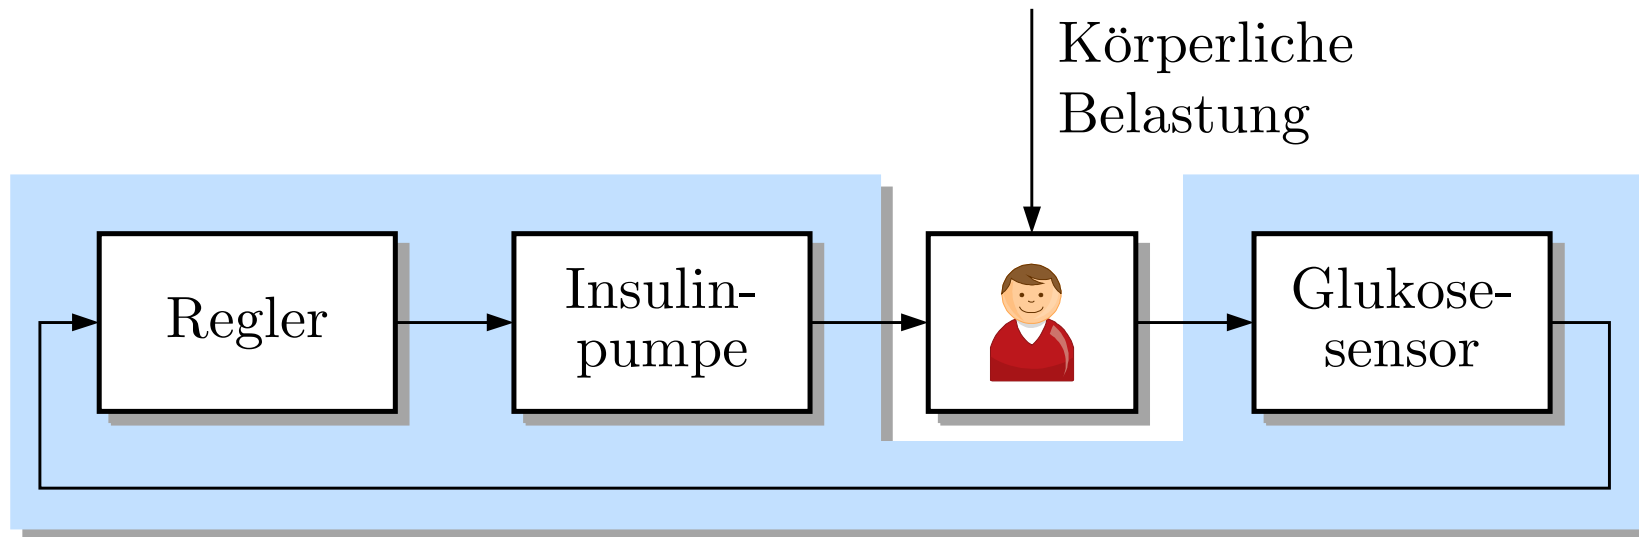 Körperliche
Belastung
Regler
Insulin-
pumpe
Glukose-
sensor